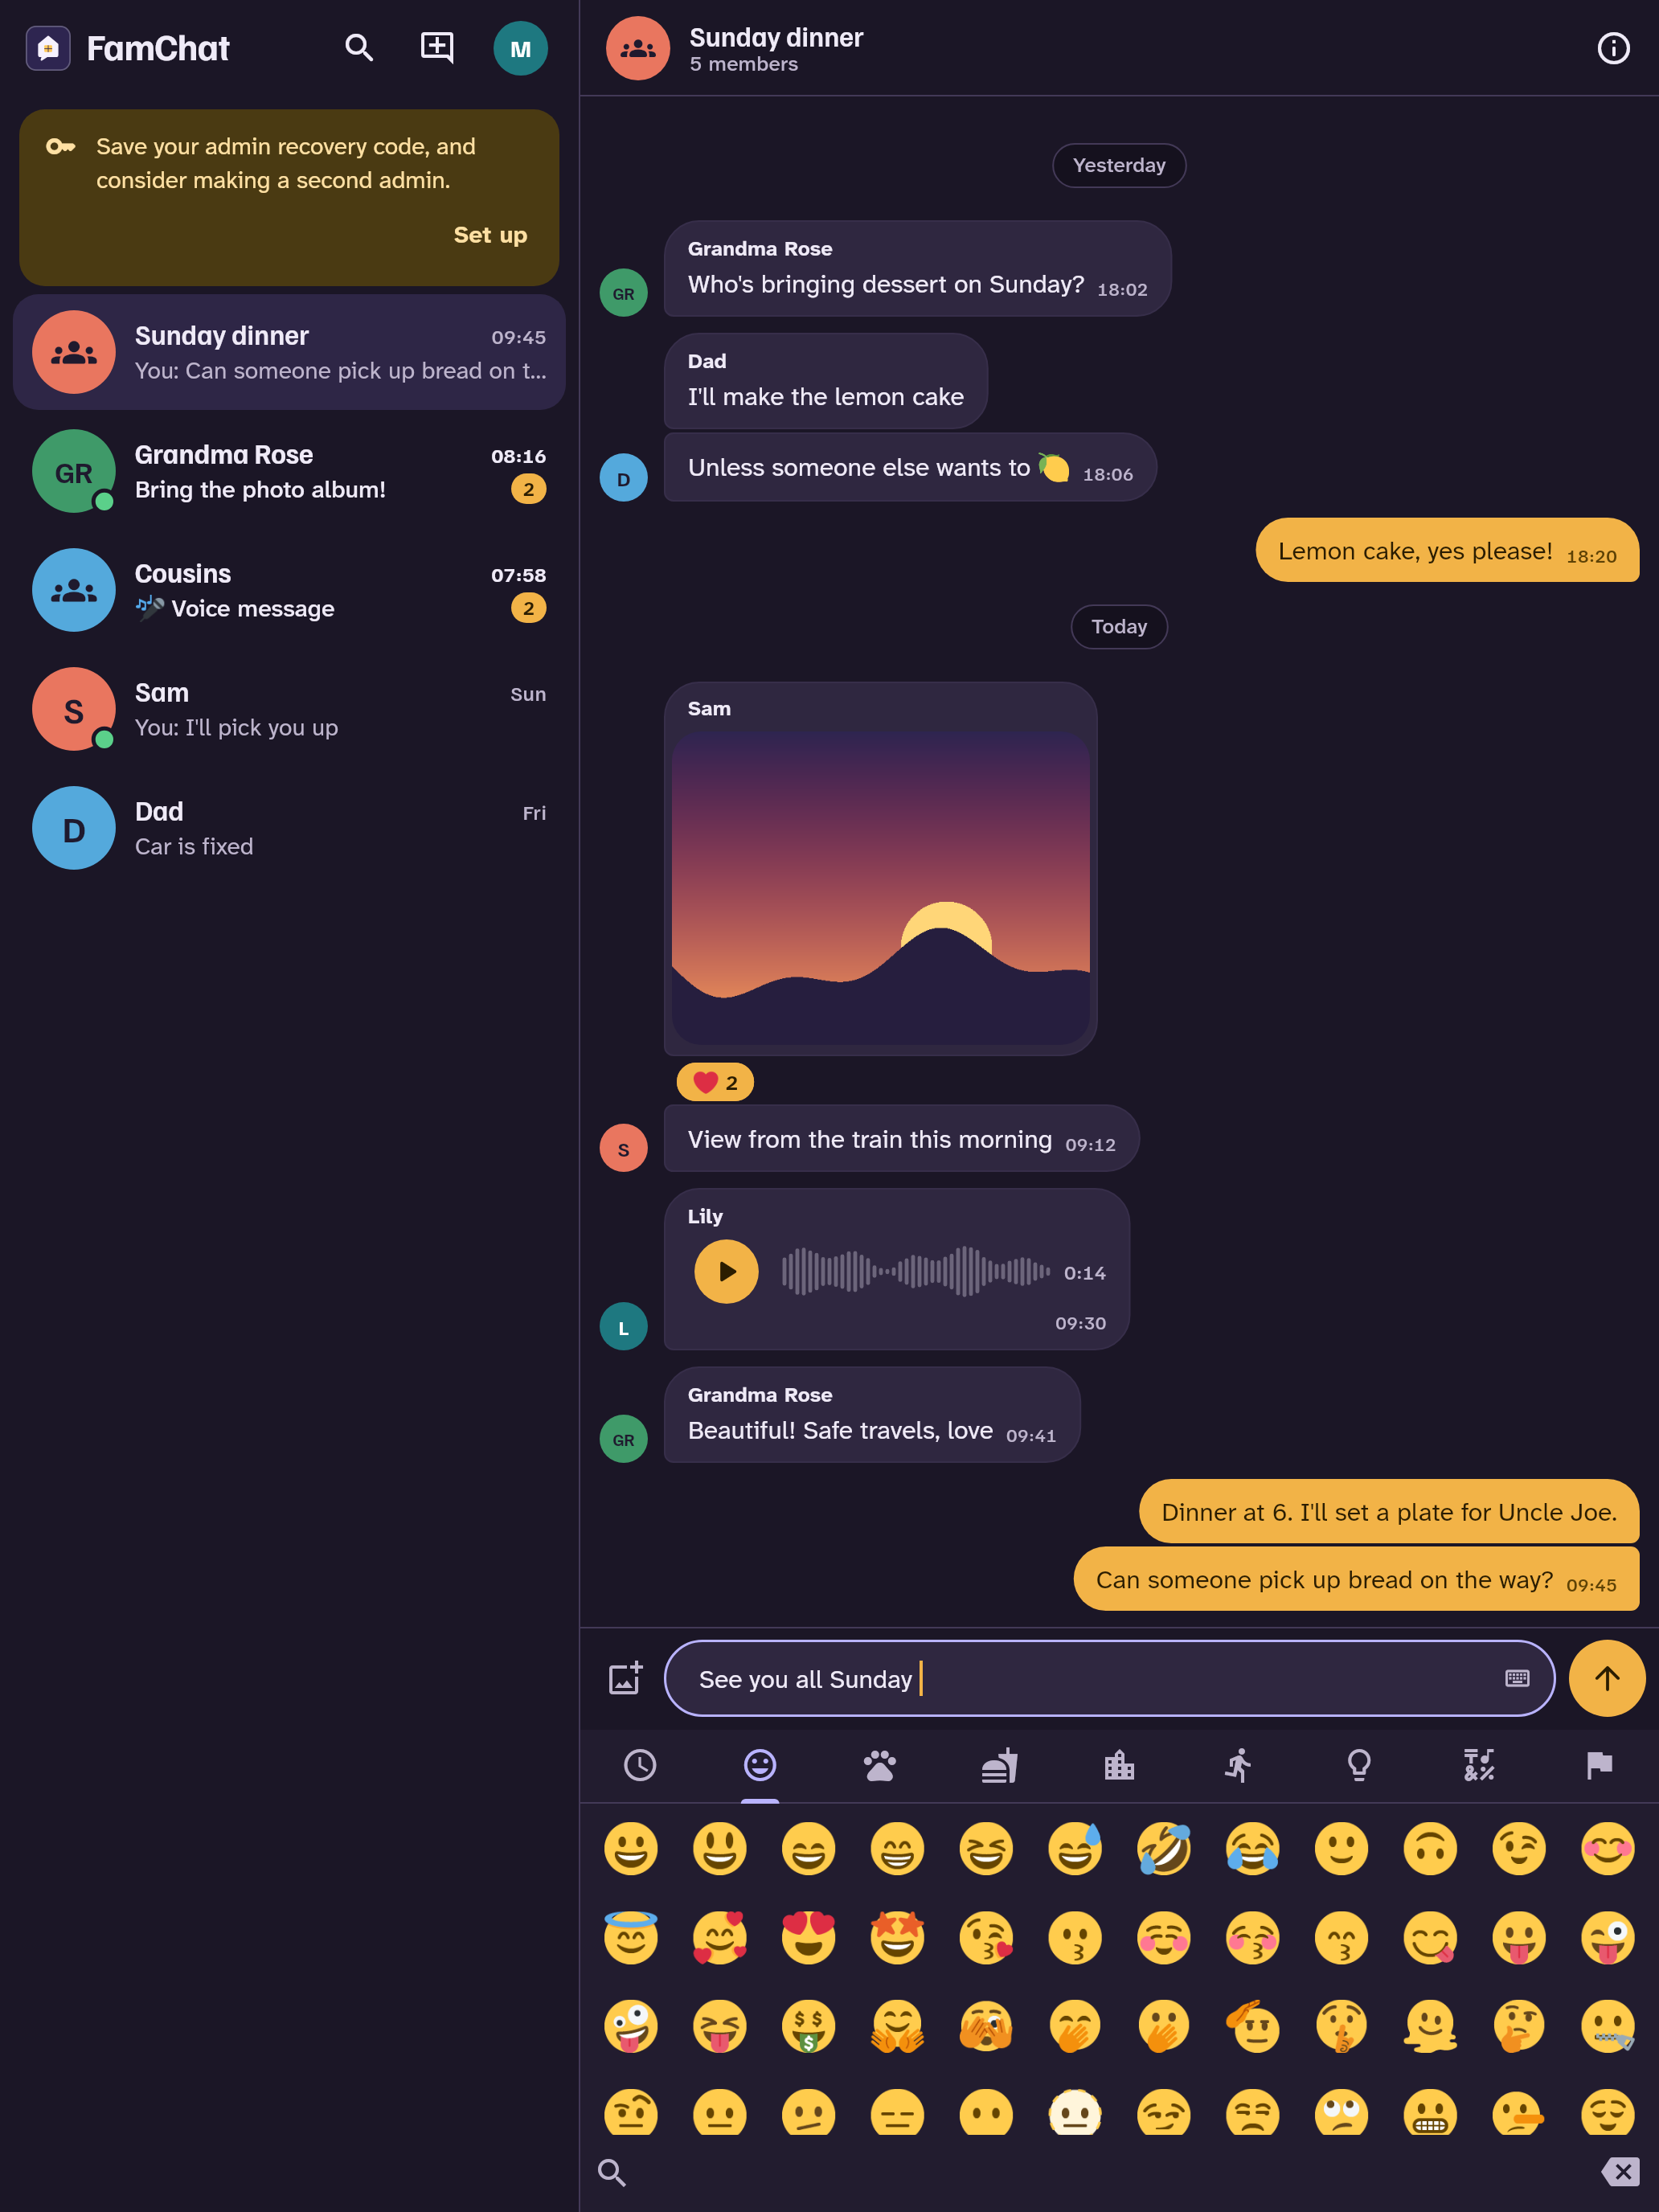 FamChat
M
Save your admin recovery code, and
consider making a second admin.
Set up
Sunday dinner 09:45
You: Can someone pick up bread on t...
GR
Grandma Rose 08:16
Bring the photo album! 2
Cousins 07:58
Voice message 2
S
Sam Sun
You: I'll pick you up
D
Dad Fri
Car is fixed
Sunday dinner
5 members
Yesterday
Grandma Rose
GR Who's bringing dessert on Sunday? 18:02
Dad
I'll make the lemon cake
D Unless someone else wants to 🍋 18:06
Lemon cake, yes please! 18:20
Today
Sam
❤️ 2
S View from the train this morning 09:12
Lily
0:14
L 09:30
Grandma Rose
GR Beautiful! Safe travels, love 09:41
Dinner at 6. I'll set a plate for Uncle Joe.
Can someone pick up bread on the way? 09:45
See you all Sunday